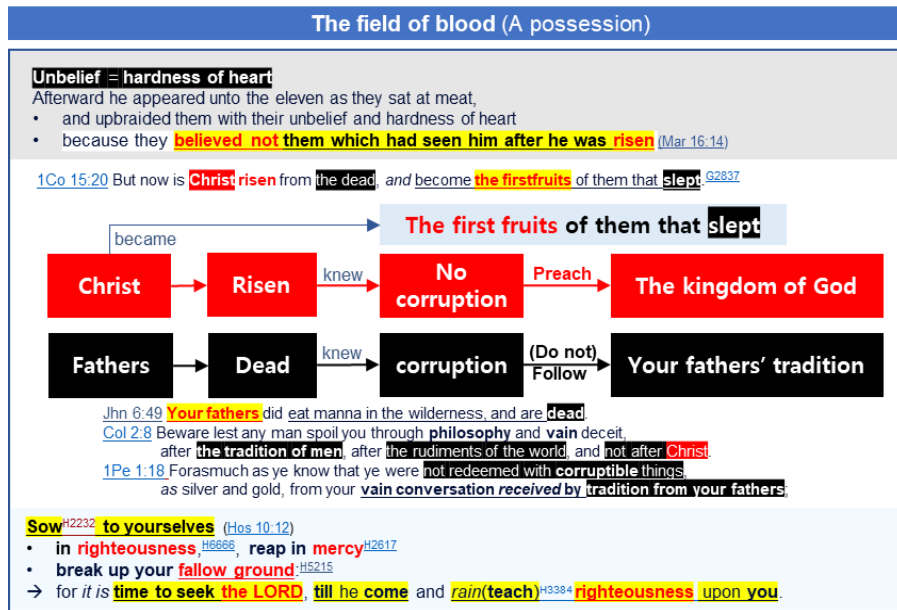 The field of blood (A possession)
Unbelief = hardness of heart
Afterward he appeared unto the eleven as they sat at meat,
• and upbraided them with their unbelief and hardness of heart
• because they believed not them which had seen him after he was risen (Mar 16:14)
1Co 15:20 But now is Christ risen from the dead, and become the firstfruits of them that slept.G2837
The first fruits of them that slept
became
Christ
Risen
knew
No corruption
Preach
The kingdom of God
Fathers
Dead
knew
corruption
(Do not) Follow
Your fathers' tradition
Jhn 6:49 Your fathers did eat manna in the wilderness, and are dead.
Col 2:8 Beware lest any man spoil you through philosophy and vain deceit,
after the tradition of men, after the rudiments of the world, and not after Christ.
1Pe 1:18 Forasmuch as ye know that ye were not redeemed with corruptible things,
as silver and gold, from your vain conversation received by tradition from your fathers;
SowH2232 to yourselves (Hos 10:12)
• in righteousness,H6666, reap in mercyH2617
• break up your fallow ground:H5215
→ for it is time to seek the LORD, till he come and rain(teach)H3384 righteousness upon you.